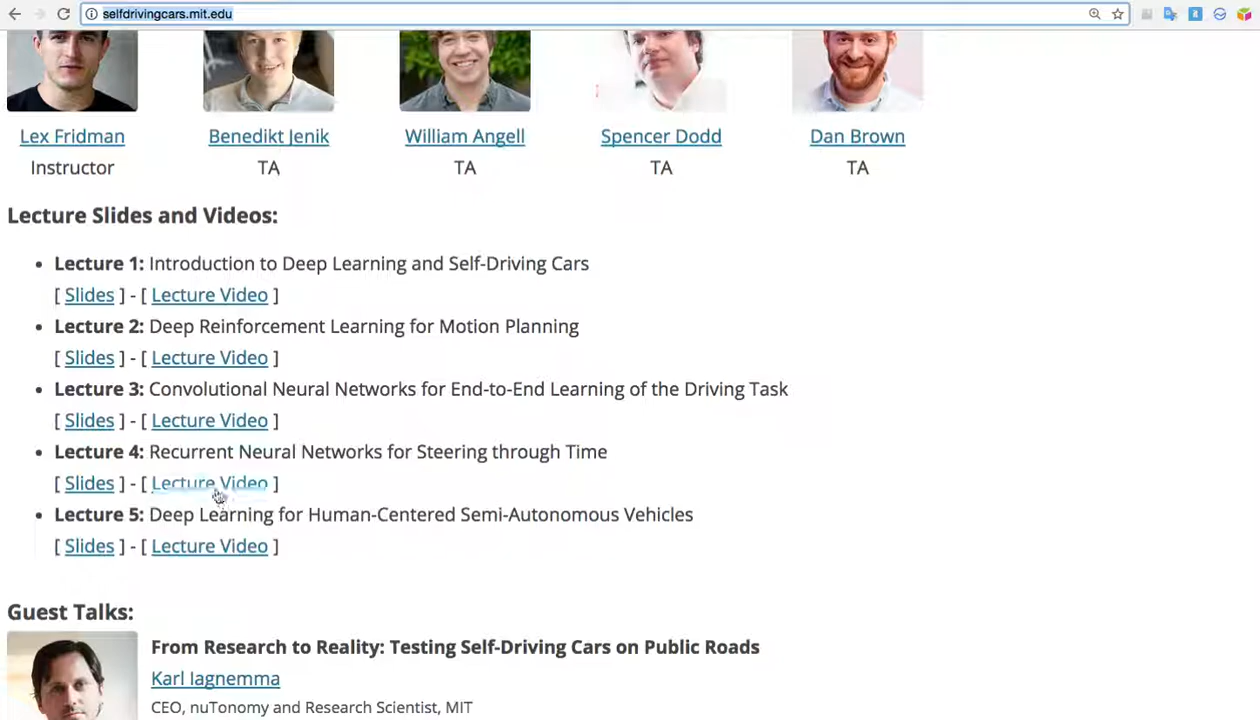 selfdrivingcars.mit.edu
Lex Fridman
Instructor
Benedikt Jenik
TA
William Angell
TA
Spencer Dodd
TA
Dan Brown
TA
Lecture Slides and Videos:
Lecture 1: Introduction to Deep Learning and Self-Driving Cars
[ Slides ] - [ Lecture Video ]
Lecture 2: Deep Reinforcement Learning for Motion Planning
[ Slides ] - [ Lecture Video ]
Lecture 3: Convolutional Neural Networks for End-to-End Learning of the Driving Task
[ Slides ] - [ Lecture Video ]
Lecture 4: Recurrent Neural Networks for Steering through Time
[ Slides ] - [ Lecture Video ]
Lecture 5: Deep Learning for Human-Centered Semi-Autonomous Vehicles
[ Slides ] - [ Lecture Video ]
Guest Talks:
From Research to Reality: Testing Self-Driving Cars on Public Roads
Karl Iagnemma
CEO, nuTonomy and Research Scientist, MIT